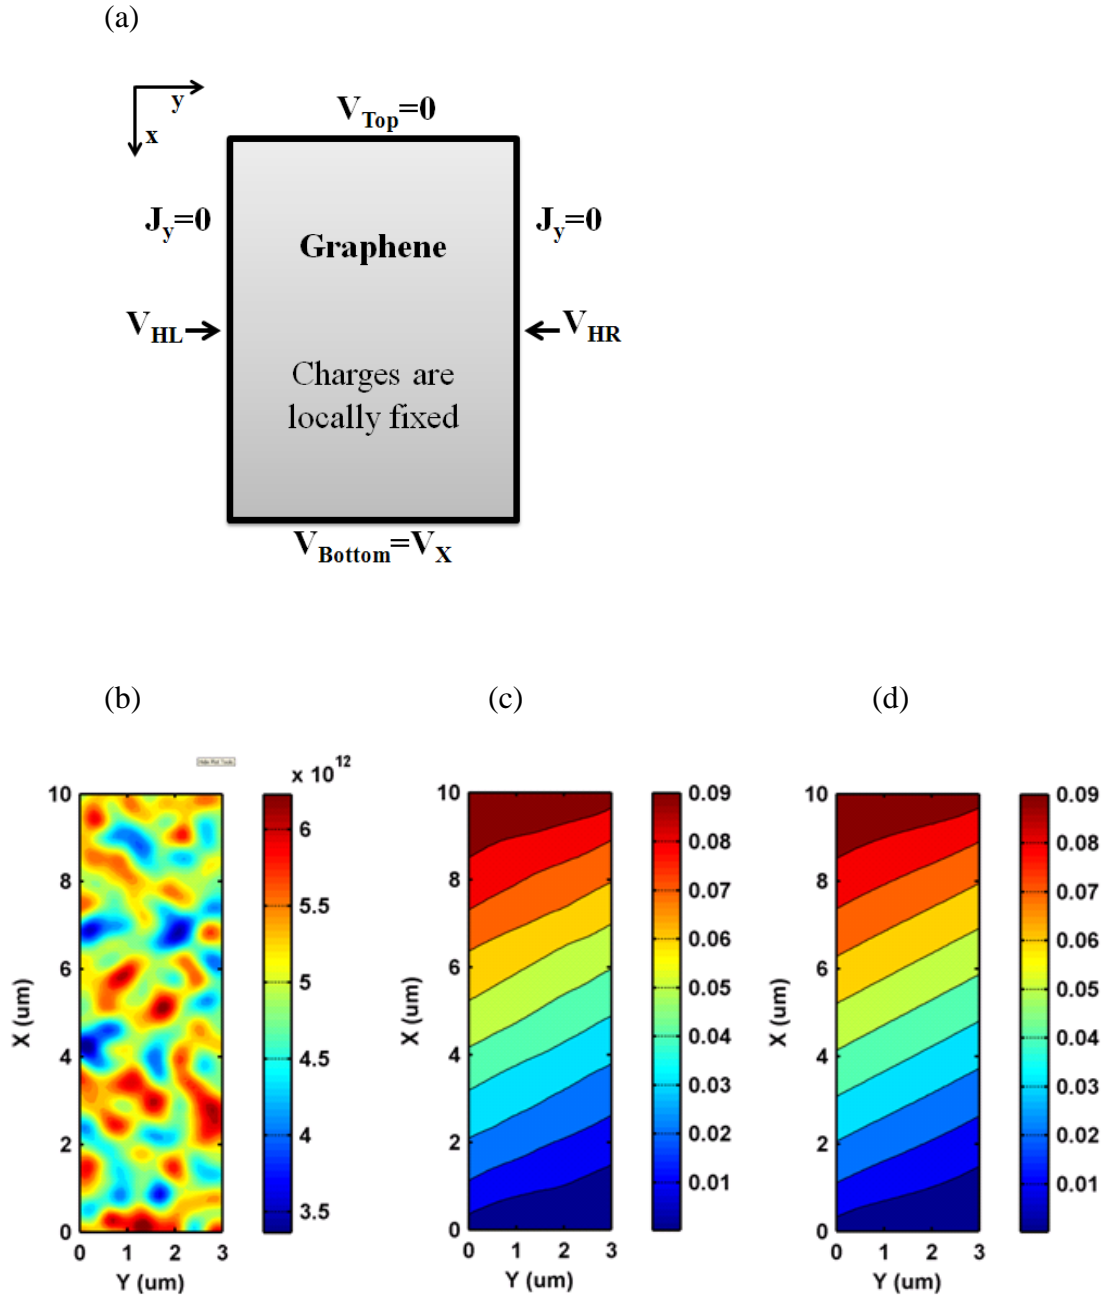 (a)
y
x
V_Top=0
J_y=0
J_y=0
Graphene
V_HL
V_HR
Charges are
locally fixed
V_Bottom=V_X
(b)
(c)
(d)
x 10^12
10
8
6
4
2
0
0 1 2 3
X (um)
Y (um)
6
5.5
5
4.5
4
3.5
10
8
6
4
2
0
0 1 2 3
X (um)
Y (um)
0.09
0.08
0.07
0.06
0.05
0.04
0.03
0.02
0.01
10
8
6
4
2
0
0 1 2 3
X (um)
Y (um)
0.09
0.08
0.07
0.06
0.05
0.04
0.03
0.02
0.01